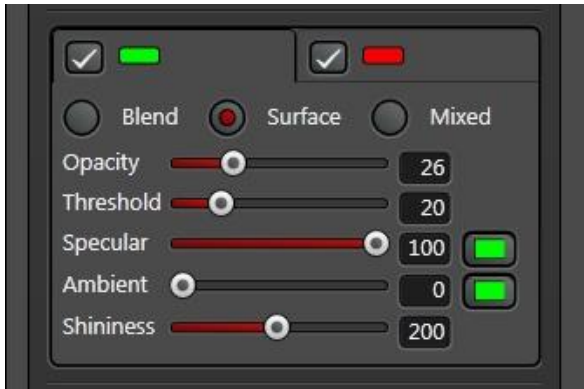 Blend Surface Mixed
Opacity 26
Threshold 20
Specular 100
Ambient 0
Shininess 200